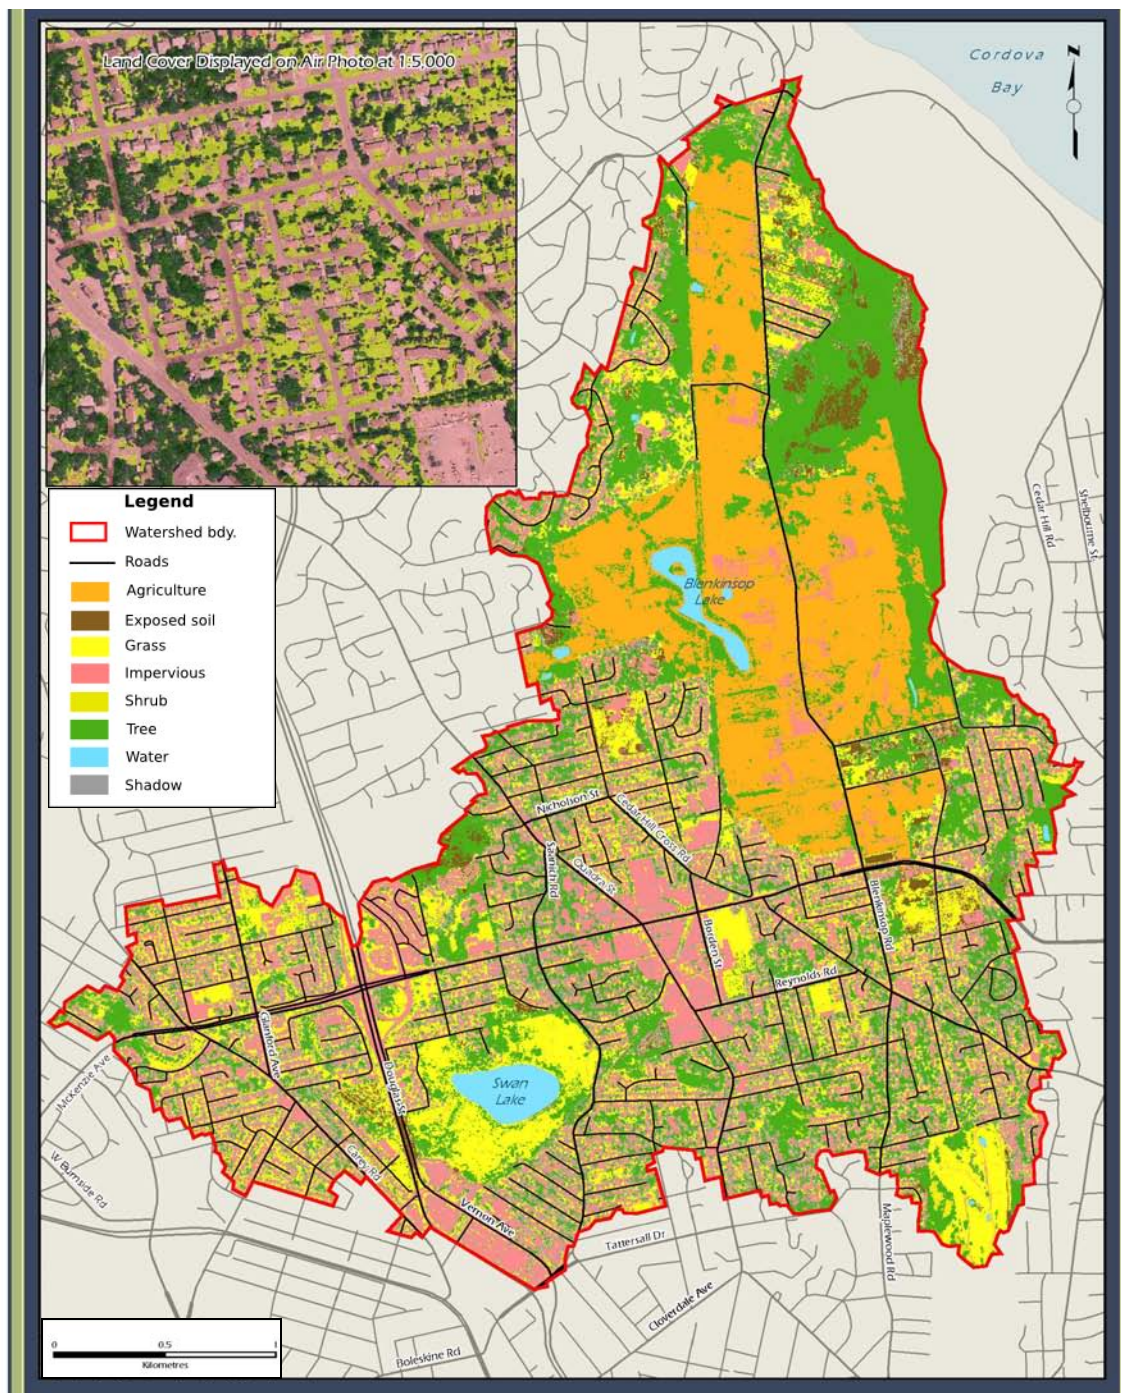 Land Cover Displayed on Air Photo at 1:5,000
Cordova
Bay
N
Legend
Watershed bdy.
Roads
Agriculture
Exposed soil
Grass
Impervious
Shrub
Tree
Water
Shadow
Cedar Hill Rd
Shelbourne St.
Blenkinsop
Lake
Nicholson St
Cedar Hill Cross Rd
Saanich Rd
Quadra St
Blenkinsop Rd
Borden St
Reynolds Rd
Glanford Ave
McKenzie Ave
Douglas St
Swan
Lake
Carey Rd
W Burnside Rd
Vernon Ave
Tattersall Dr
Maplewood Rd
Cloverdale Ave
Boleskine Rd
0 0.5 1
Kilometres